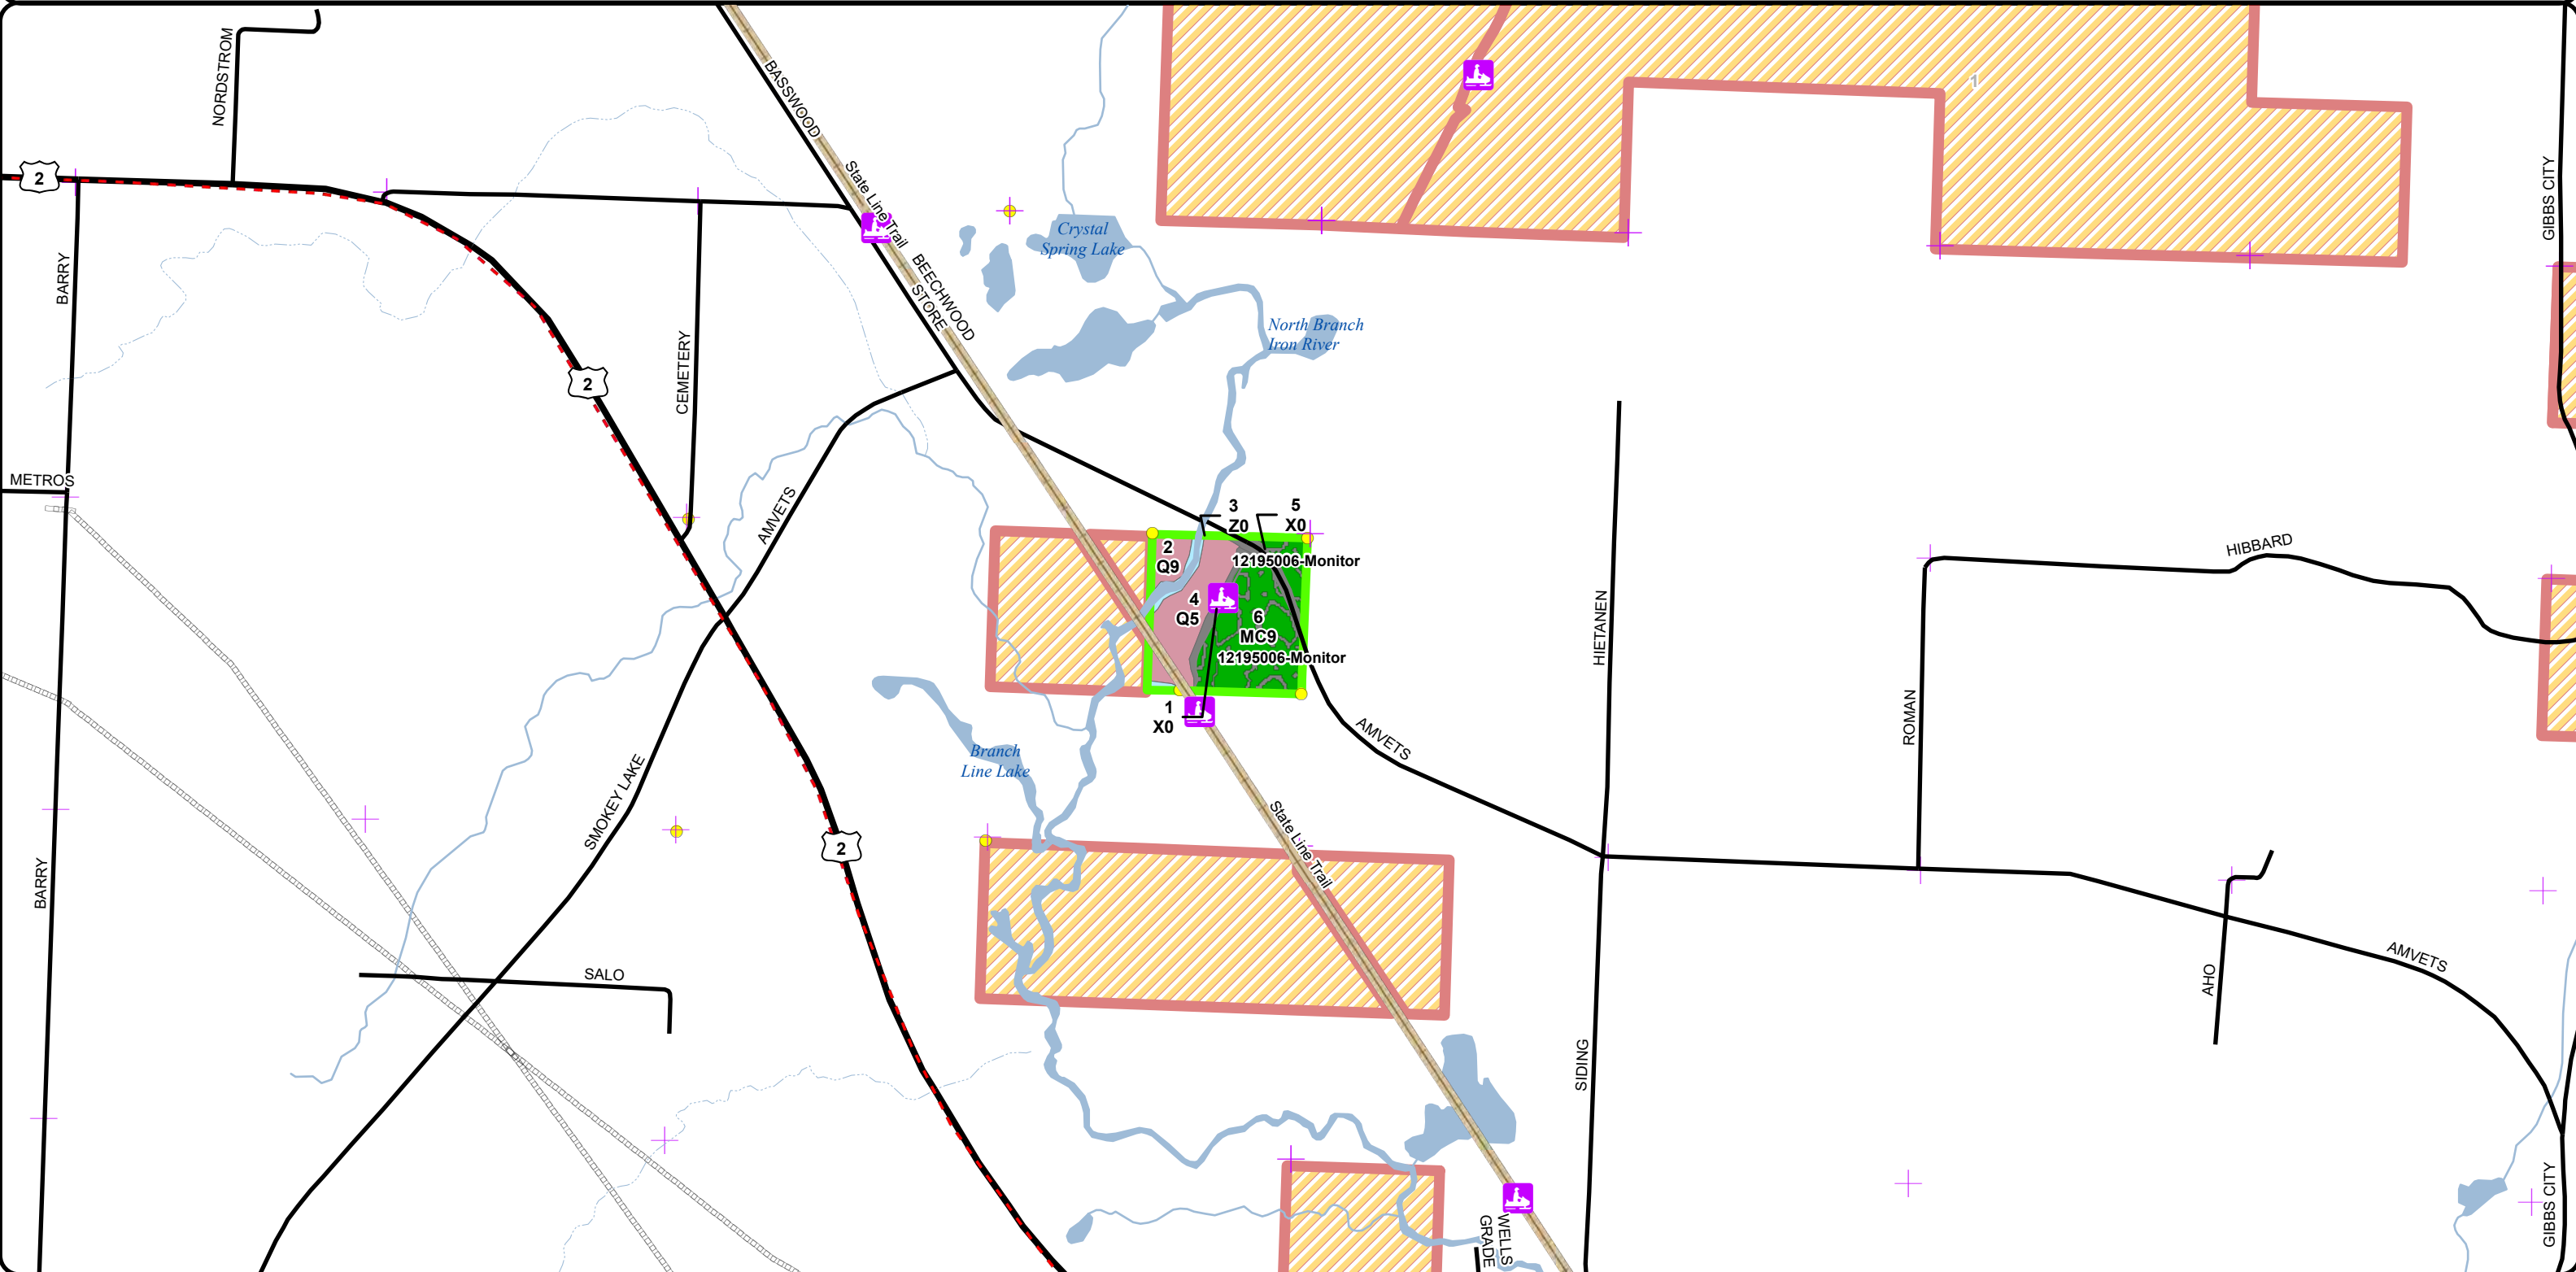 NORDSTROM
BASSWOOD
1
2
State Line Trail
GIBBS CITY
Crystal
Spring Lake
BARRY
BEECHWOOD
STORE
North Branch
Iron River
CEMETERY
2
METROS
AMVETS
3
Z0
5
X0
2
Q9
12195006-Monitor
4
Q5
6
MC9
12195006-Monitor
HIETANEN
HIBBARD
ROMAN
1
X0
AMVETS
Branch
Line Lake
SMOKEY LAKE
2
State Line Trail
BARRY
SALO
AMVETS
AHO
SIDING
WELLS
GRADE
GIBBS CITY